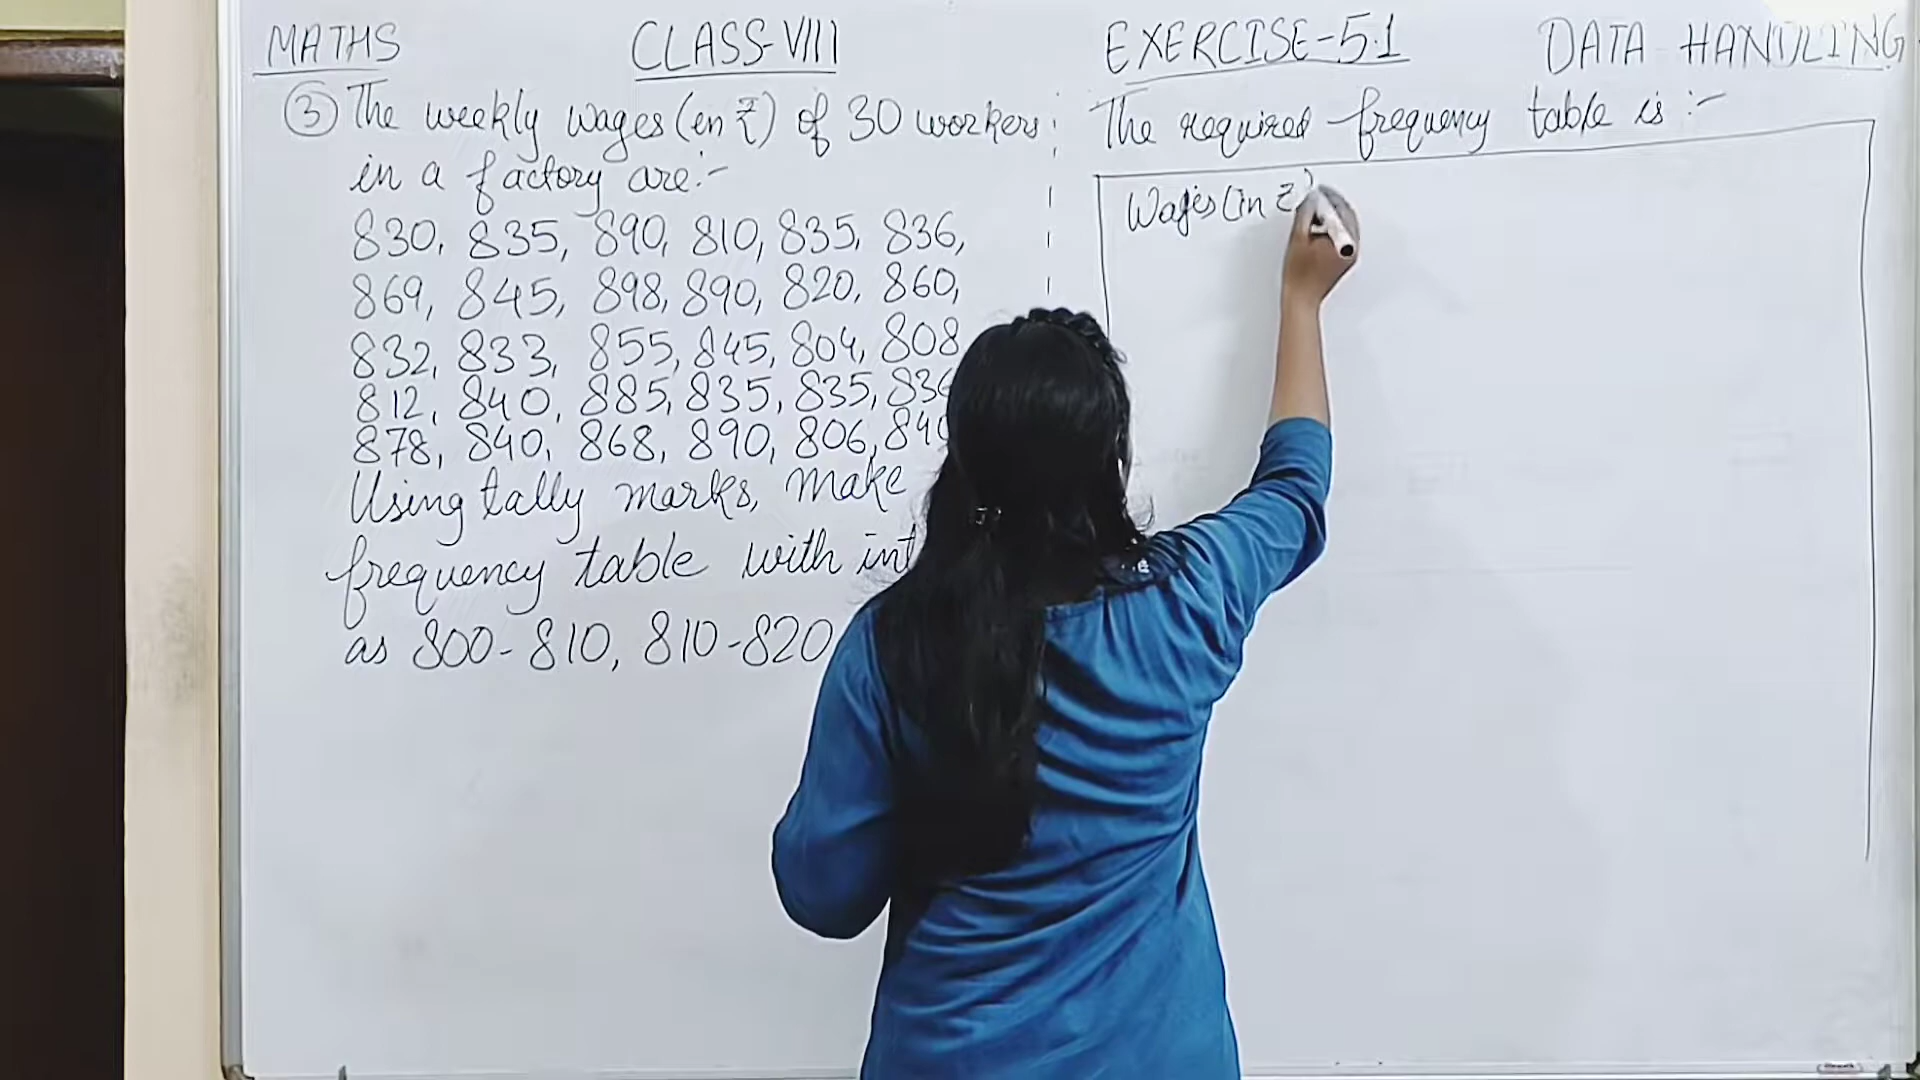 MATHS CLASS-VIII EXERCISE-5.1 DATA HANDLING
③ The weekly wages (in ₹) of 30 workers
in a factory are:-
830, 835, 890, 810, 835, 836,
869, 845, 898, 890, 820, 860,
832, 833, 855, 845, 804, 808
812, 840, 885, 835, 835, 836
878, 840, 868, 890, 806, 840
Using tally marks, make
frequency table with int
as 800-810, 810-820
The required frequency table is:-
Wages (in ₹)